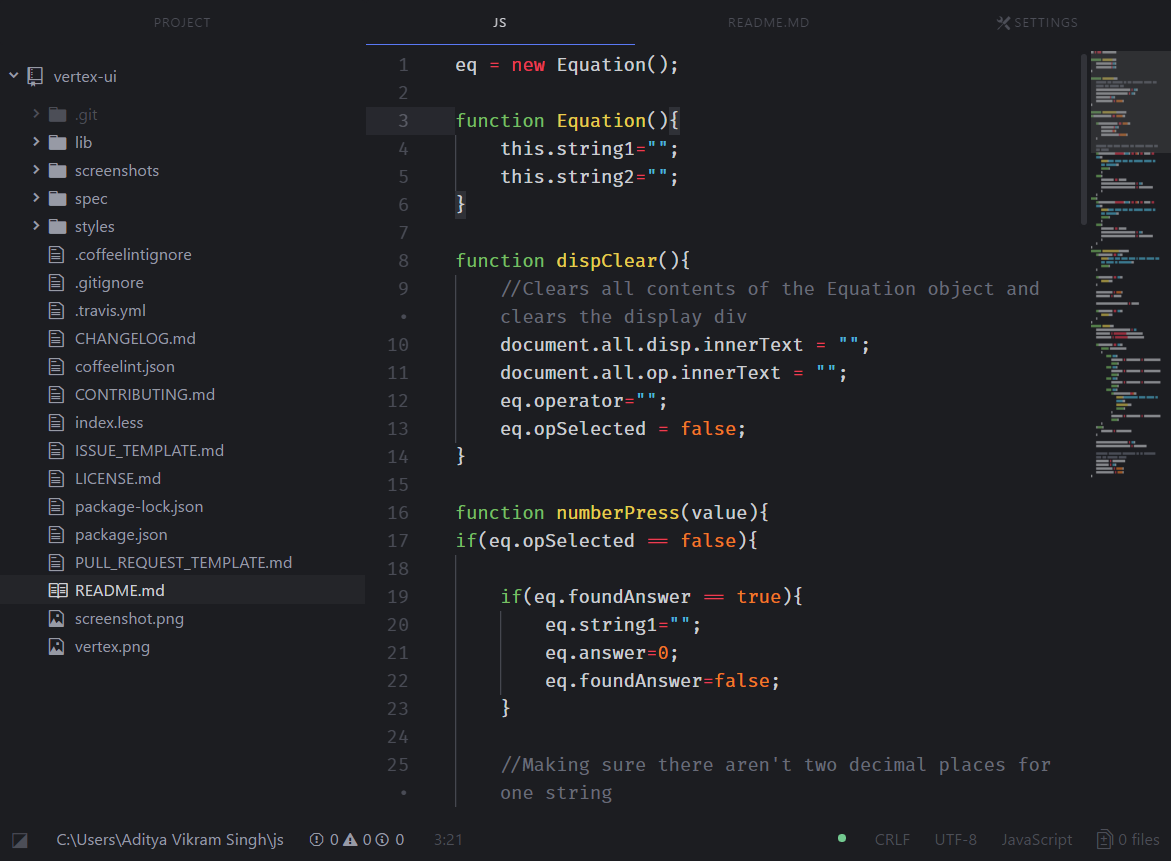 PROJECT
JS
README.MD
SETTINGS
vertex-ui
.git
lib
screenshots
spec
styles
.coffeelintignore
.gitignore
.travis.yml
CHANGELOG.md
coffeelint.json
CONTRIBUTING.md
index.less
ISSUE_TEMPLATE.md
LICENSE.md
package-lock.json
package.json
PULL_REQUEST_TEMPLATE.md
README.md
screenshot.png
vertex.png
1 eq = new Equation();
2
3 function Equation(){
4 this.string1="";
5 this.string2="";
6 }
7
8 function dispClear(){
9 //Clears all contents of the Equation object and
• clears the display div
10 document.all.disp.innerText = "";
11 document.all.op.innerText = "";
12 eq.operator="";
13 eq.opSelected = false;
14 }
15
16 function numberPress(value){
17 if(eq.opSelected == false){
18
19 if(eq.foundAnswer == true){
20 eq.string1="";
21 eq.answer=0;
22 eq.foundAnswer=false;
23 }
24
25 //Making sure there aren't two decimal places for
• one string
C:\Users\Aditya Vikram Singh\js 0 0 0 3:21 CRLF UTF-8 JavaScript 0 files